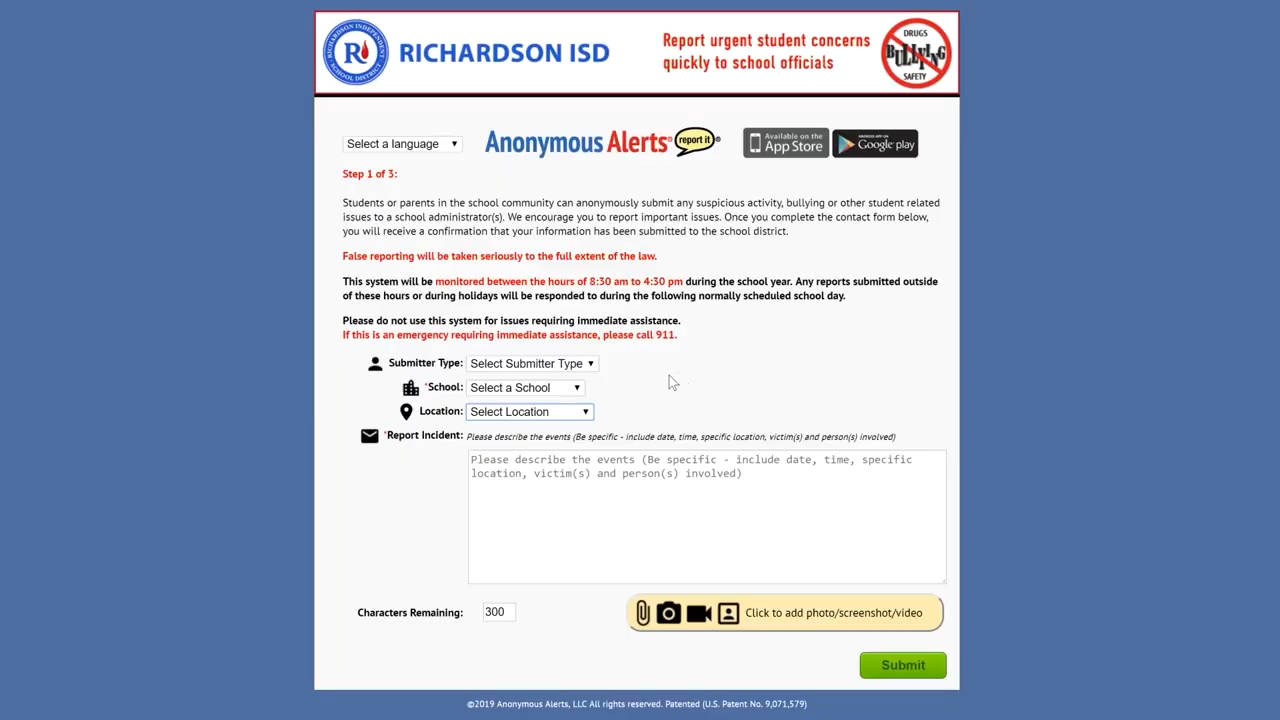 RICHARDSON INDEPENDENT
SCHOOL DISTRICT
R
RICHARDSON ISD
Report urgent student concerns
quickly to school officials
DRUGS
BULLYING
SAFETY
Select a language
Anonymous Alerts® report it ®
Available on the
App Store
ANDROID APP ON
Google play
Step 1 of 3:
Students or parents in the school community can anonymously submit any suspicious activity, bullying or other student related
issues to a school administrator(s). We encourage you to report important issues. Once you complete the contact form below,
you will receive a confirmation that your information has been submitted to the school district.
False reporting will be taken seriously to the full extent of the law.
This system will be monitored between the hours of 8:30 am to 4:30 pm during the school year. Any reports submitted outside
of these hours or during holidays will be responded to during the following normally scheduled school day.
Please do not use this system for issues requiring immediate assistance.
If this is an emergency requiring immediate assistance, please call 911.
Submitter Type: Select Submitter Type
*School: Select a School
Location: Select Location
*Report Incident: Please describe the events (Be specific - include date, time, specific location, victim(s) and person(s) involved)
Please describe the events (Be specific - include date, time, specific
location, victim(s) and person(s) involved)
Characters Remaining: 300
Click to add photo/screenshot/video
Submit
©2019 Anonymous Alerts, LLC All rights reserved. Patented (U.S. Patent No. 9,071,579)